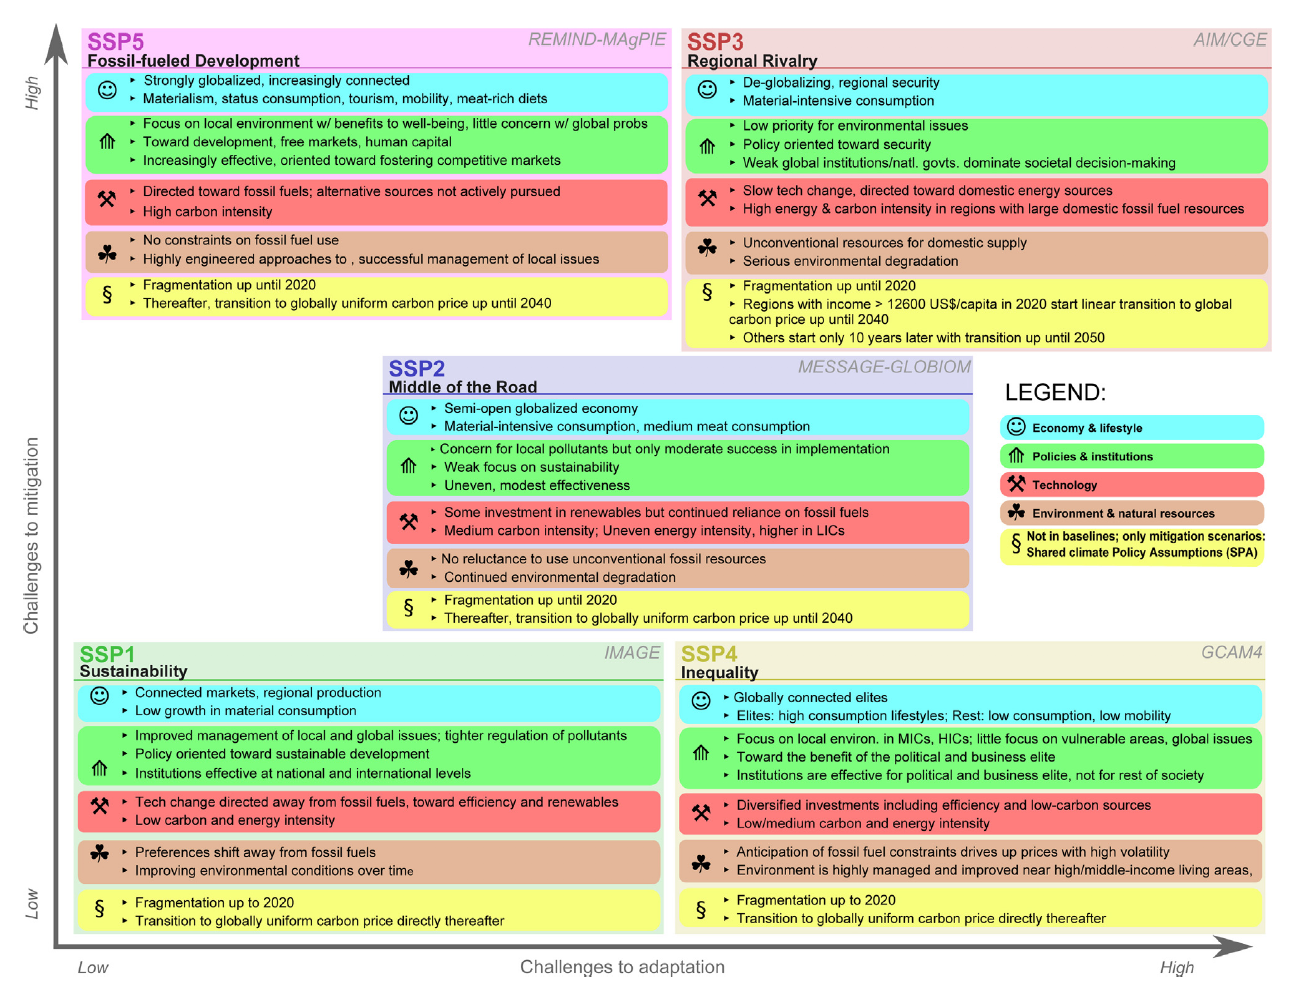 High
Challenges to mitigation
Low
SSP5
REMIND-MAgPIE
Fossil-fueled Development
‣ Strongly globalized, increasingly connected
‣ Materialism, status consumption, tourism, mobility, meat-rich diets
‣ Focus on local environment w/ benefits to well-being, little concern w/ global probs
‣ Toward development, free markets, human capital
‣ Increasingly effective, oriented toward fostering competitive markets
‣ Directed toward fossil fuels; alternative sources not actively pursued
‣ High carbon intensity
‣ No constraints on fossil fuel use
‣ Highly engineered approaches to , successful management of local issues
§
‣ Fragmentation up until 2020
‣ Thereafter, transition to globally uniform carbon price up until 2040
SSP3
AIM/CGE
Regional Rivalry
‣ De-globalizing, regional security
‣ Material-intensive consumption
‣ Low priority for environmental issues
‣ Policy oriented toward security
‣ Weak global institutions/natl. govts. dominate societal decision-making
‣ Slow tech change, directed toward domestic energy sources
‣ High energy & carbon intensity in regions with large domestic fossil fuel resources
‣ Unconventional resources for domestic supply
‣ Serious environmental degradation
§
‣ Fragmentation up until 2020
‣ Regions with income > 12600 US$/capita in 2020 start linear transition to global
carbon price up until 2040
‣ Others start only 10 years later with transition up until 2050
SSP2
MESSAGE-GLOBIOM
Middle of the Road
‣ Semi-open globalized economy
‣ Material-intensive consumption, medium meat consumption
‣ Concern for local pollutants but only moderate success in implementation
‣ Weak focus on sustainability
‣ Uneven, modest effectiveness
‣ Some investment in renewables but continued reliance on fossil fuels
‣ Medium carbon intensity; Uneven energy intensity, higher in LICs
‣ No reluctance to use unconventional fossil resources
‣ Continued environmental degradation
§
‣ Fragmentation up until 2020
‣ Thereafter, transition to globally uniform carbon price up until 2040
LEGEND:
Economy & lifestyle
Policies & institutions
Technology
Environment & natural resources
§
Not in baselines; only mitigation scenarios:
Shared climate Policy Assumptions (SPA)
SSP1
IMAGE
Sustainability
‣ Connected markets, regional production
‣ Low growth in material consumption
‣ Improved management of local and global issues; tighter regulation of pollutants
‣ Policy oriented toward sustainable development
‣ Institutions effective at national and international levels
‣ Tech change directed away from fossil fuels, toward efficiency and renewables
‣ Low carbon and energy intensity
‣ Preferences shift away from fossil fuels
‣ Improving environmental conditions over time
§
‣ Fragmentation up to 2020
‣ Transition to globally uniform carbon price directly thereafter
SSP4
GCAM4
Inequality
‣ Globally connected elites
‣ Elites: high consumption lifestyles; Rest: low consumption, low mobility
‣ Focus on local environ. in MICs, HICs; little focus on vulnerable areas, global issues
‣ Toward the benefit of the political and business elite
‣ Institutions are effective for political and business elite, not for rest of society
‣ Diversified investments including efficiency and low-carbon sources
‣ Low/medium carbon and energy intensity
‣ Anticipation of fossil fuel constraints drives up prices with high volatility
‣ Environment is highly managed and improved near high/middle-income living areas,
§
‣ Fragmentation up to 2020
‣ Transition to globally uniform carbon price directly thereafter
Low
Challenges to adaptation
High